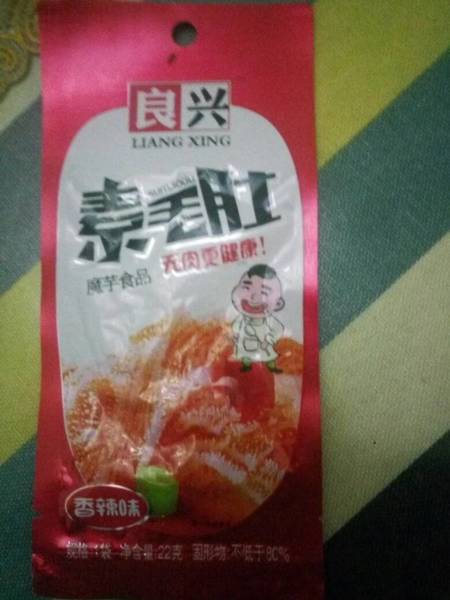 良兴
LIANG XING
素毛肚
无肉更健康!
魔芋食品
香辣味
规格:1袋 净含量:22克 固形物:不低于80%